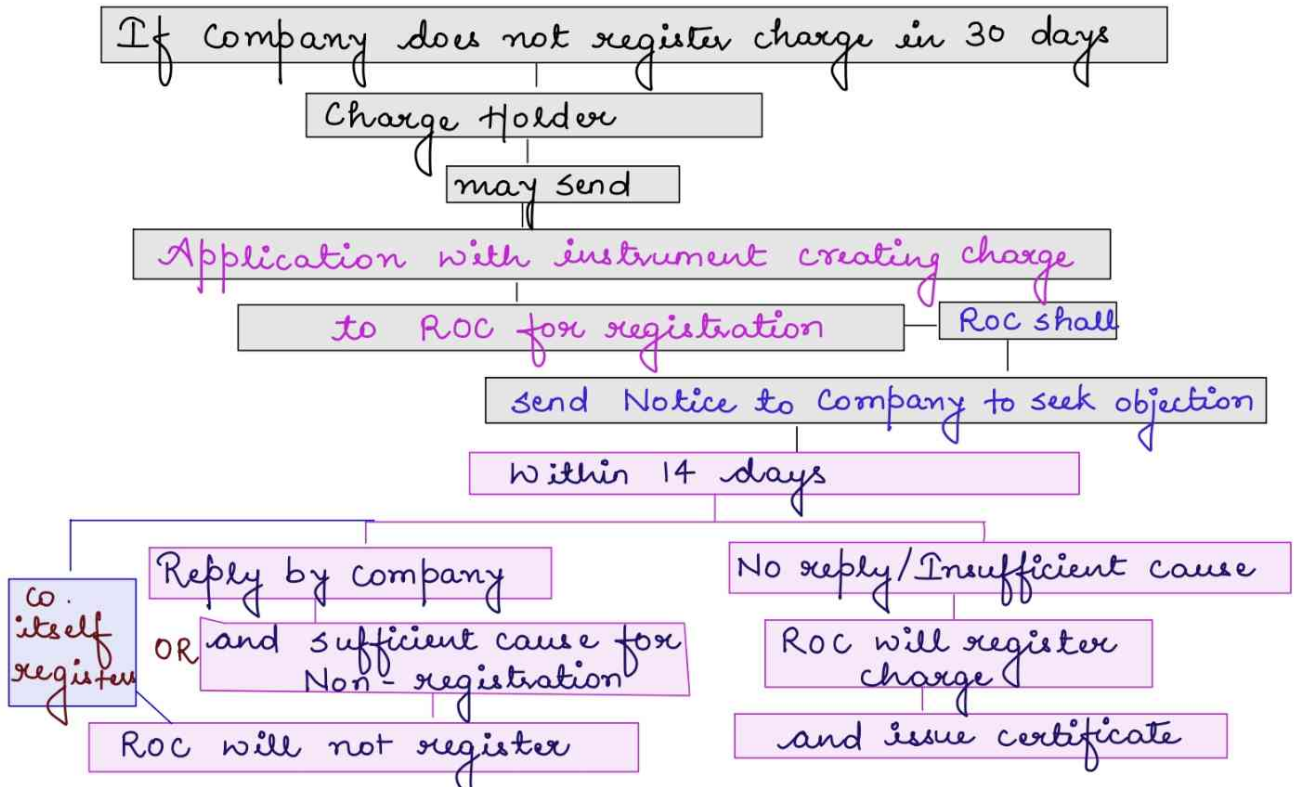 If Company does not register charge in 30 days
Charge Holder
may send
Application with instrument creating charge
to ROC for registration
ROC shall
send Notice to Company to seek objection
Within 14 days
Reply by company
No reply/Insufficient cause
co.
itself
registers
OR
and sufficient cause for
Non-registration
ROC will register
charge
ROC will not register
and issue certificate